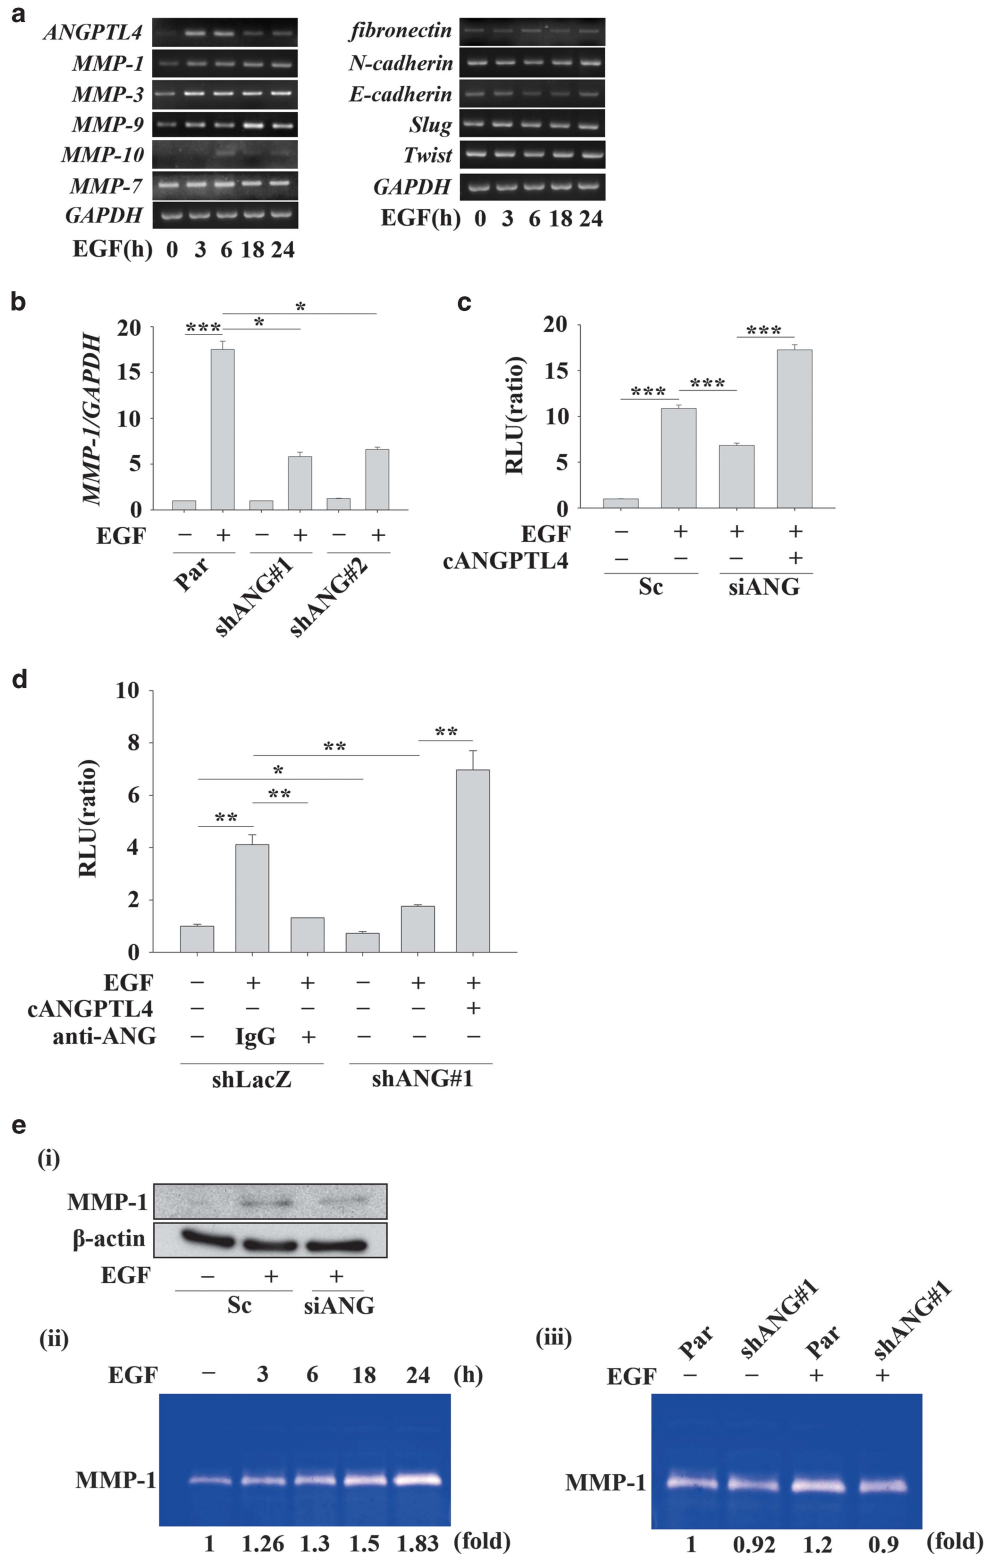 a
ANGPTL4
MMP-1
MMP-3
MMP-9
MMP-10
MMP-7
GAPDH
EGF(h) 0 3 6 18 24
fibronectin
N-cadherin
E-cadherin
Slug
Twist
GAPDH
EGF(h) 0 3 6 18 24
b
MMP-1/GAPDH
20
15
10
5
0
*** * *
EGF − + − + − +
Par shANG#1 shANG#2
c
RLU(ratio)
20
15
10
5
0
*** *** ***
EGF − + + +
cANGPTL4 − − − +
Sc siANG
d
RLU(ratio)
10
8
6
4
2
0
** ** * ** **
EGF − + + − + +
cANGPTL4 − − − − − +
anti-ANG − IgG + − − −
shLacZ shANG#1
e
(i)
MMP-1
β-actin
EGF − + +
Sc siANG
(ii)
EGF − 3 6 18 24 (h)
MMP-1
1 1.26 1.3 1.5 1.83 (fold)
(iii)
Par shANG#1 Par shANG#1
EGF − − + +
MMP-1
1 0.92 1.2 0.9 (fold)